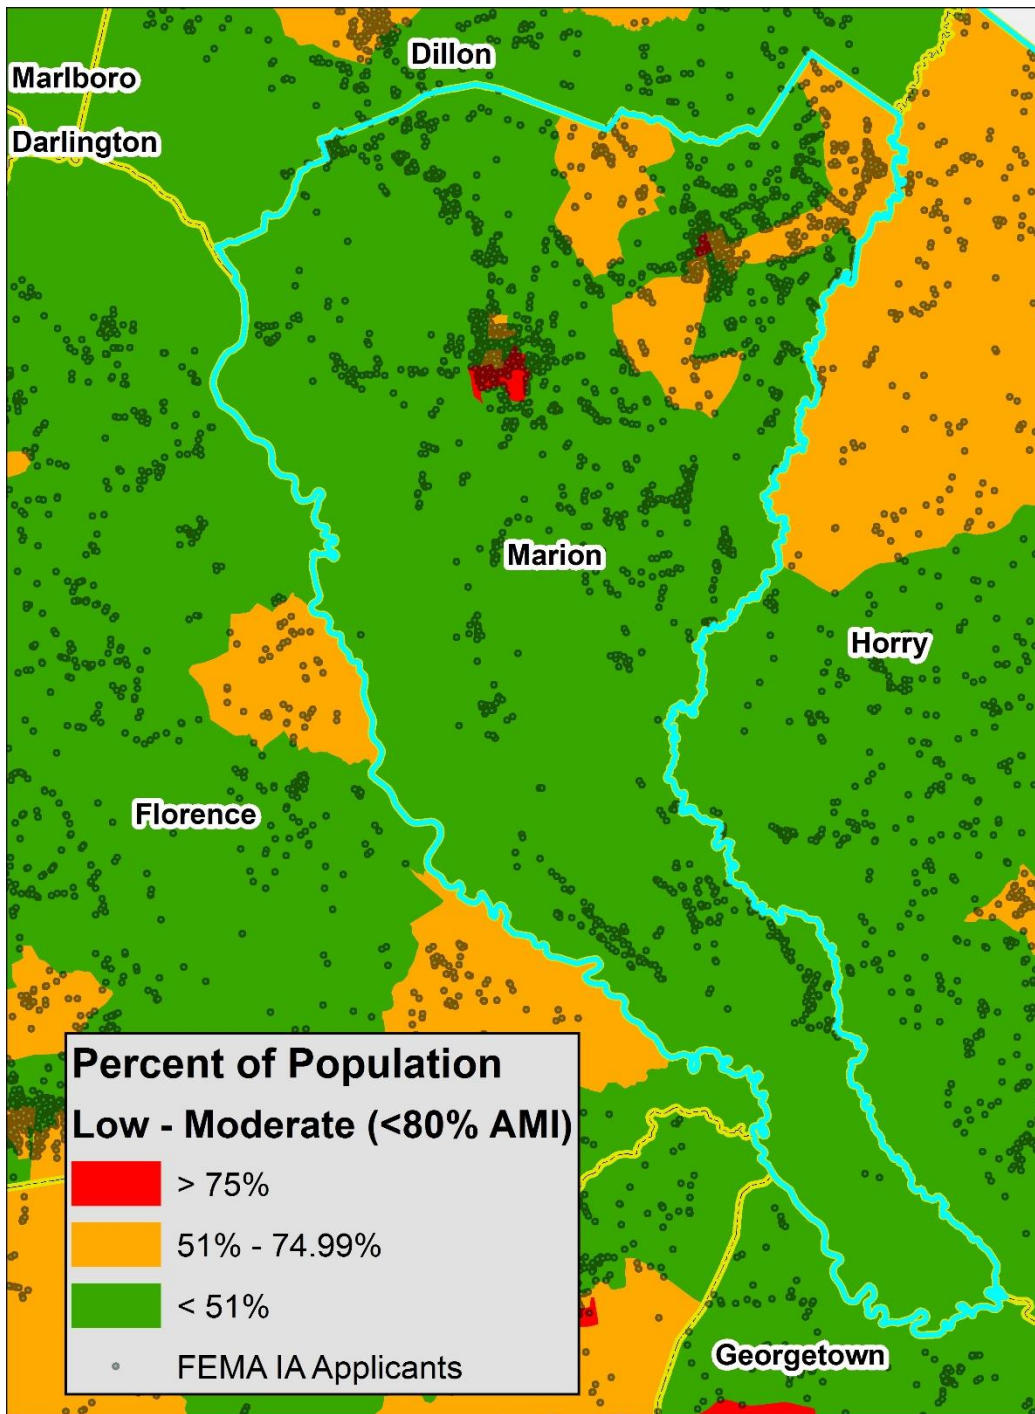 Dillon
Marlboro
Darlington
Marion
Horry
Florence
Percent of Population
Low - Moderate (<80% AMI)
> 75%
51% - 74.99%
< 51%
FEMA IA Applicants
Georgetown